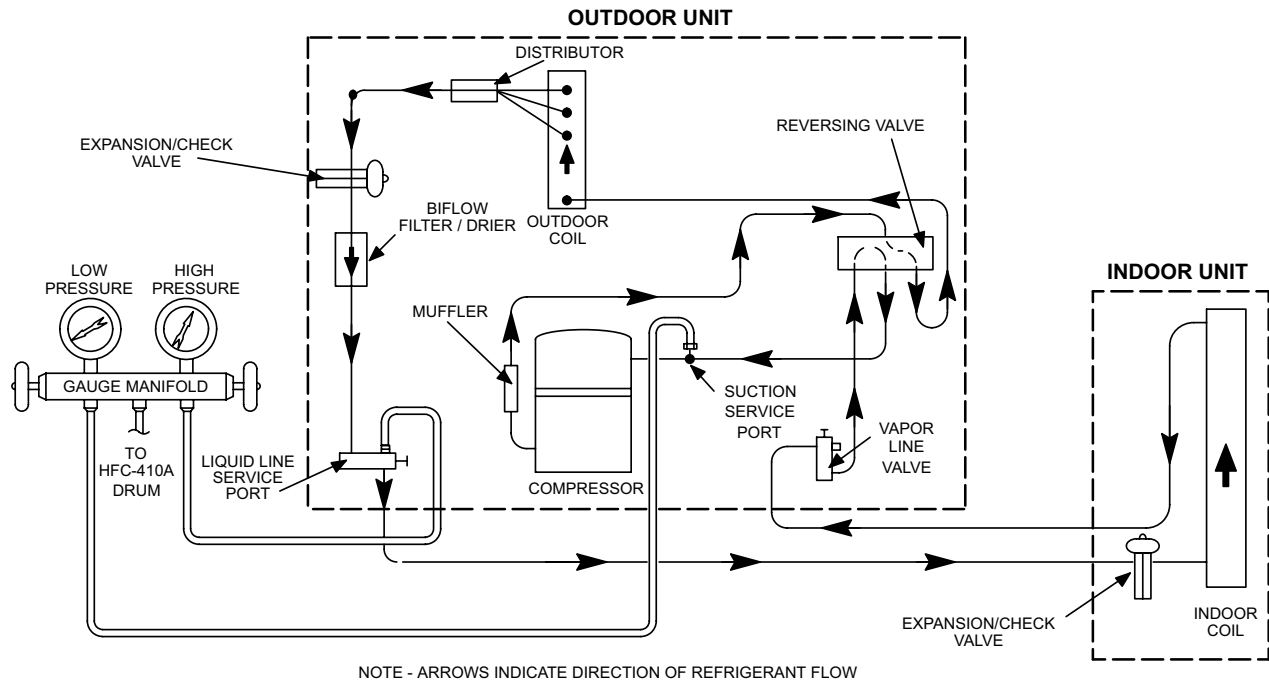 OUTDOOR UNIT
DISTRIBUTOR
EXPANSION/CHECK
VALVE
REVERSING VALVE
BIFLOW
FILTER / DRIER
OUTDOOR
COIL
LOW
PRESSURE
HIGH
PRESSURE
INDOOR UNIT
MUFFLER
GAUGE MANIFOLD
SUCTION
SERVICE
PORT
TO
HFC-410A
DRUM
LIQUID LINE
SERVICE
PORT
COMPRESSOR
VAPOR
LINE
VALVE
EXPANSION/CHECK
VALVE
INDOOR
COIL
NOTE - ARROWS INDICATE DIRECTION OF REFRIGERANT FLOW